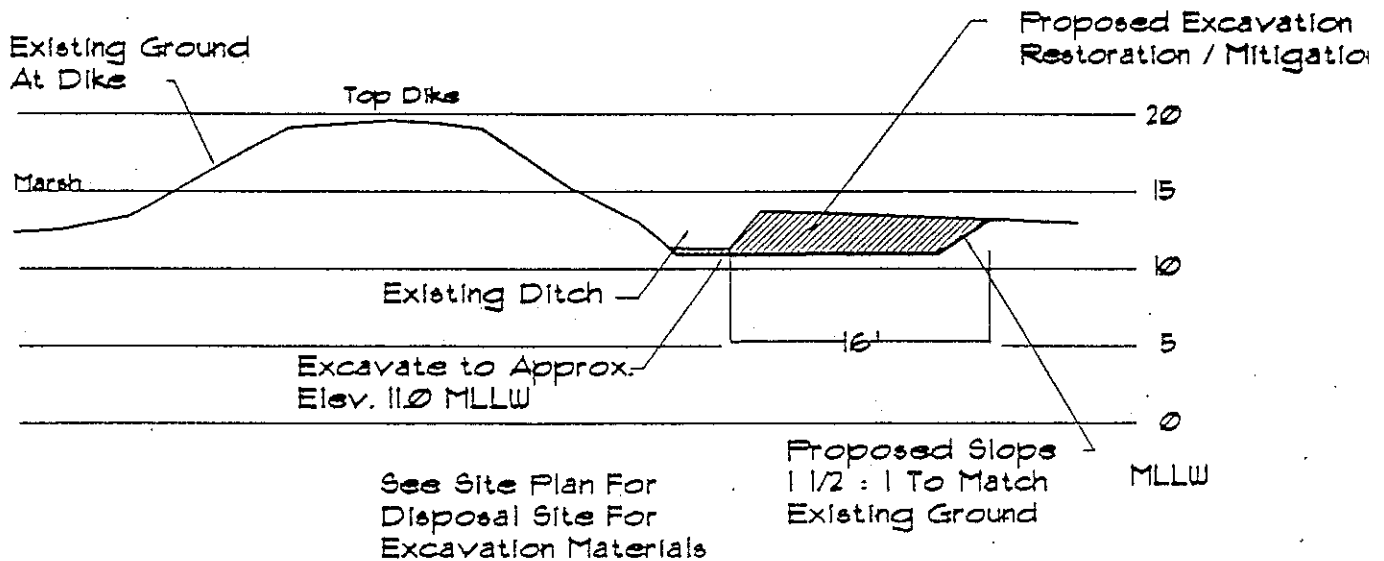 Existing Ground
At Dike
Top Dike
Proposed Excavation
Restoration / Mitigatio
20
Marsh
15
10
Existing Ditch
16'
5
Excavate to Approx.
Elev. 11.0 MLLW
0
Proposed Slope
1 1/2 : 1 To Match
Existing Ground
MLLW
See Site Plan For
Disposal Site For
Excavation Materials